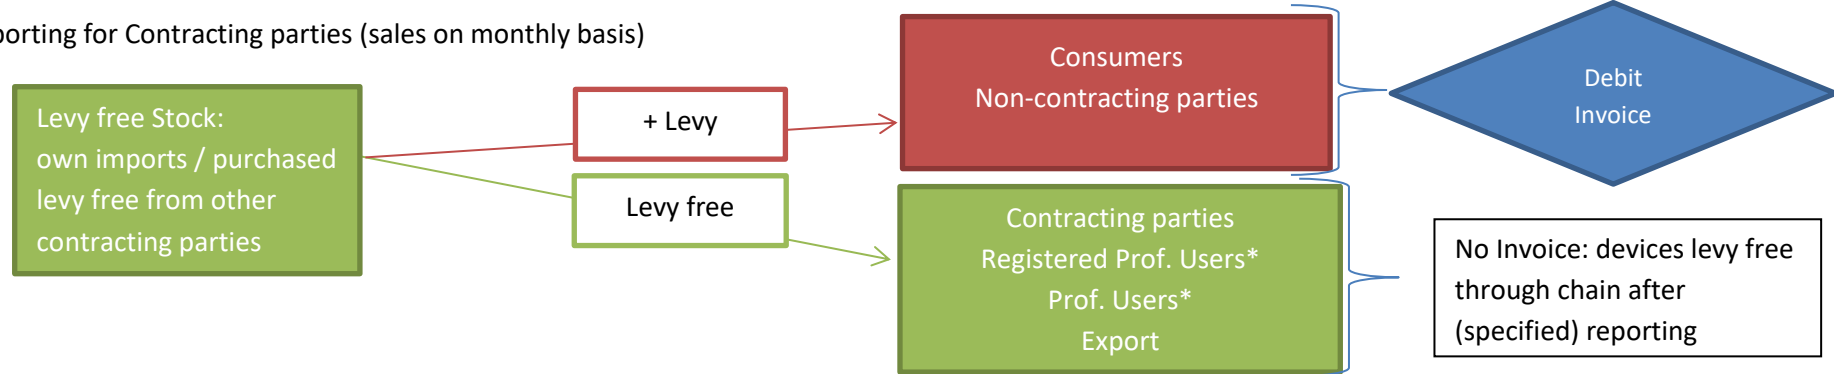 porting for Contracting parties (sales on monthly basis)
Levy free Stock:
own imports / purchased
levy free from other
contracting parties
+ Levy
Levy free
Consumers
Non-contracting parties
Contracting parties
Registered Prof. Users*
Prof. Users*
Export
Debit
Invoice
No Invoice: devices levy free
through chain after
(specified) reporting